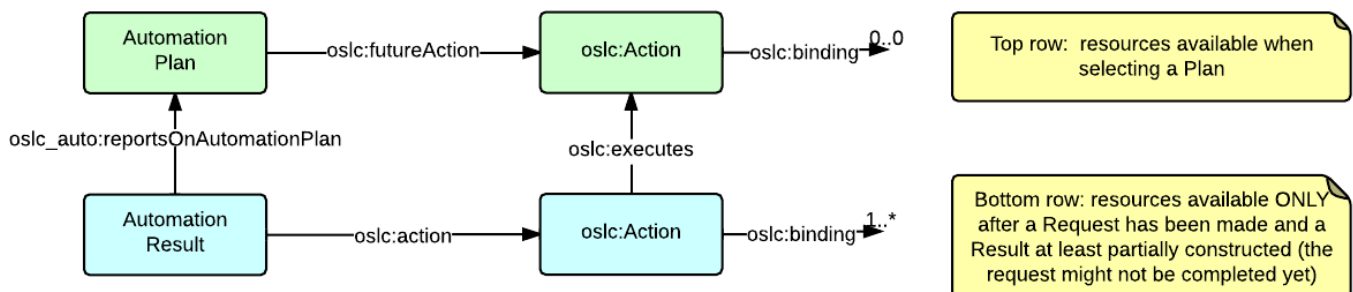 Automation
Plan
oslc:futureAction
oslc:Action
oslc:binding
0..0
Top row:  resources available when
selecting a Plan
oslc_auto:reportsOnAutomationPlan
oslc:executes
Automation
Result
oslc:action
oslc:Action
oslc:binding
1..*
Bottom row: resources available ONLY
after a Request has been made and a
Result at least partially constructed (the
request might not be completed yet)